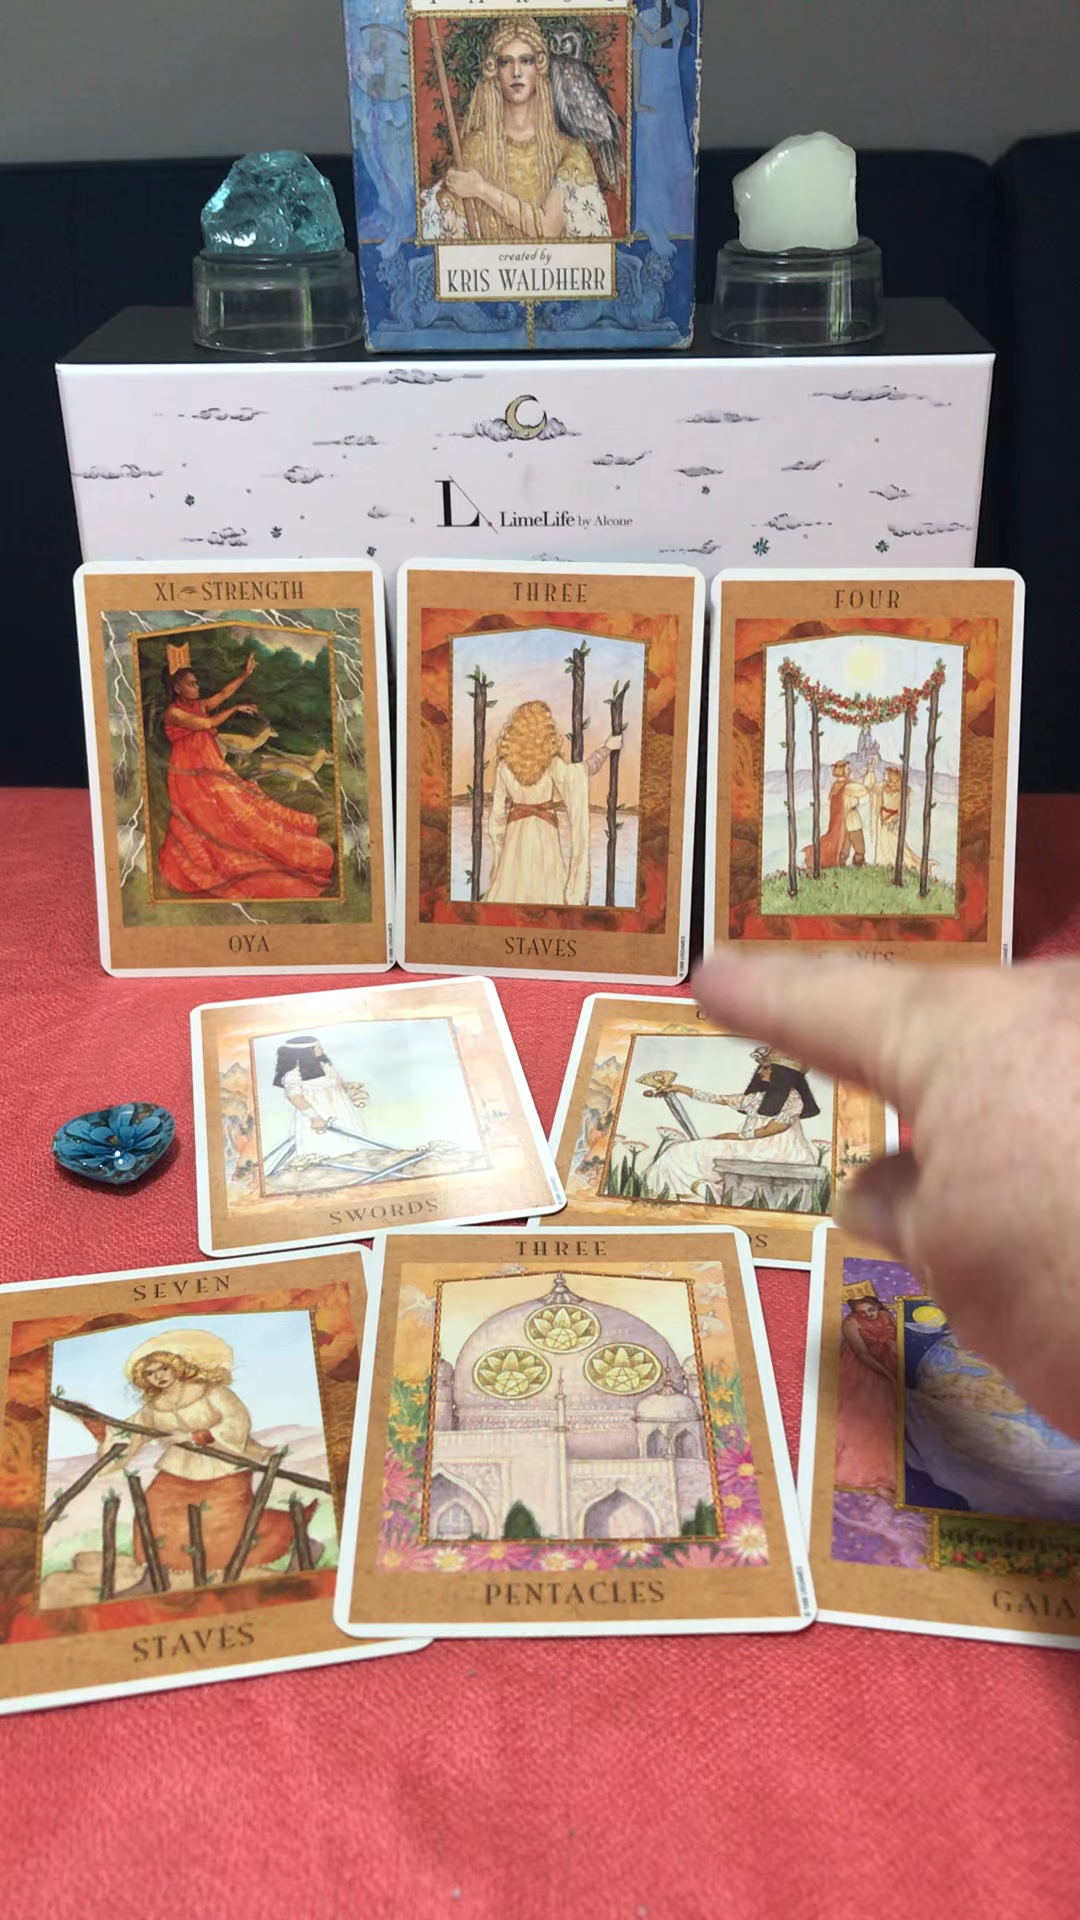 created by
KRIS WALDHERR
L LimeLife by Alcone
XI STRENGTH
OYA
THREE
STAVES
FOUR
SWORDS
SEVEN
STAVES
THREE
PENTACLES
GAIA